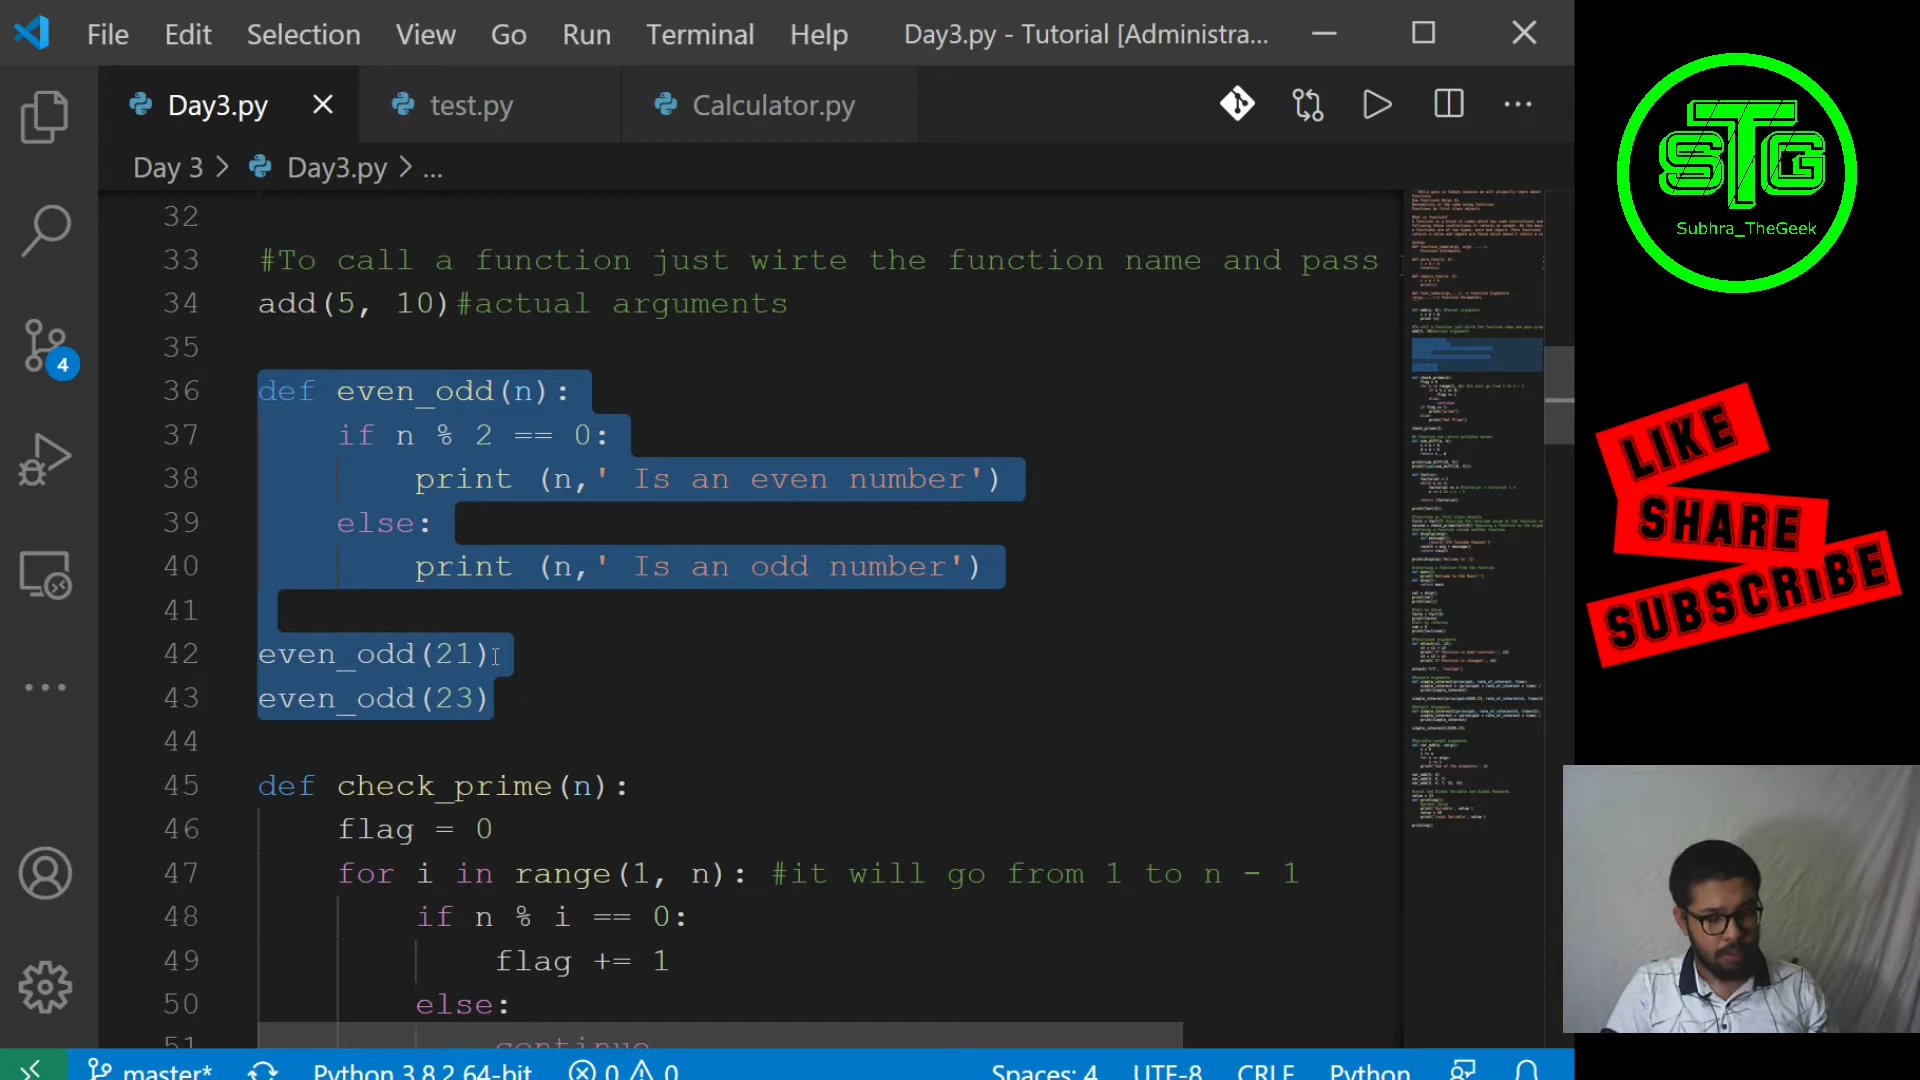 File Edit Selection View Go Run Terminal Help Day3.py - Tutorial [Administra...
Day3.py test.py Calculator.py
Day 3 > Day3.py > ...
32
33 #To call a function just wirte the function name and pass
34 add(5, 10)#actual arguments
35
36 def even_odd(n):
37 if n % 2 == 0:
38 print (n,' Is an even number')
39 else:
40 print (n,' Is an odd number')
41
42 even_odd(21)
43 even_odd(23)
44
45 def check_prime(n):
46 flag = 0
47 for i in range(1, n): #it will go from 1 to n - 1
48 if n % i == 0:
49 flag += 1
50 else:
51 continue
4
master* Python 3.8.2 64-bit 0 0 Spaces: 4 UTF-8 CRLF Python
STG
Subhra_TheGeek
LIKE
SHARE
SUBSCRIBE